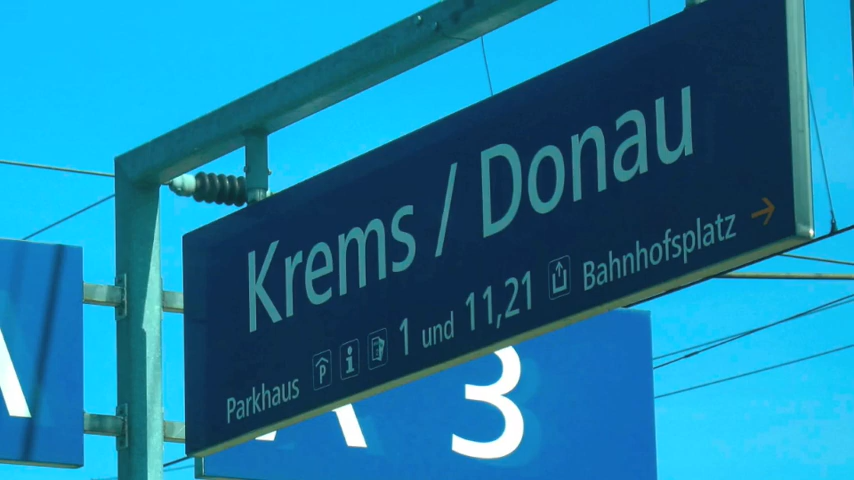 Krems / Donau
Parkhaus P i 1 und 11,21 Bahnhofsplatz →
A 3